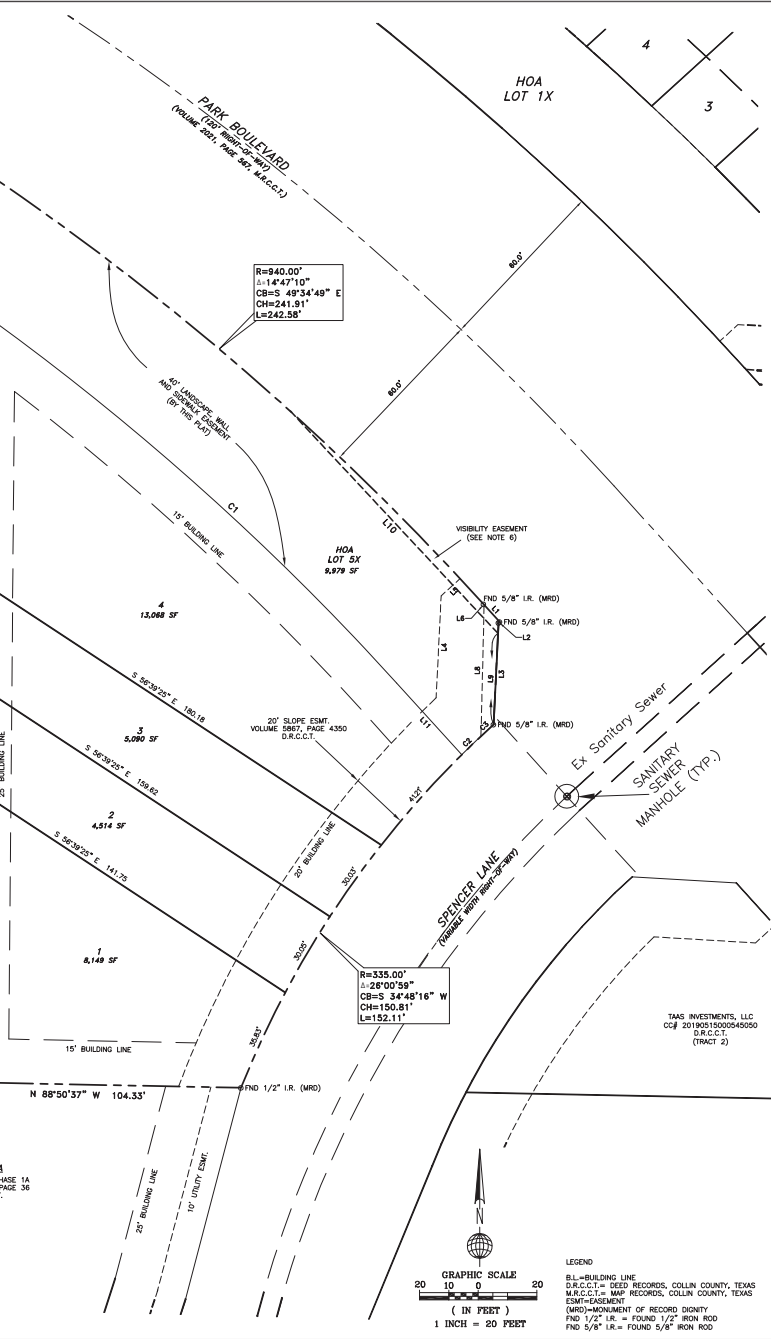 4
3
HOA
LOT 1X
PARK BOULEVARD
(120' RIGHT-OF-WAY)
(VOLUME 2021, PAGE 567, M.R.C.C.T.)
60.0'
60.0'
R=940.00'
Δ=14°47'10"
CB=S 49°34'49" E
CH=241.91'
L=242.58'
40' LANDSCAPE, WALL
AND SIDEWALK EASEMENT
(BY THIS PLAT)
C1
15' BUILDING LINE
L10
VISIBILITY EASEMENT
(SEE NOTE 6)
HOA
LOT 5X
9,979 SF
L5
FND 5/8" I.R. (MRD)
L1
L6
FND 5/8" I.R. (MRD)
L2
L4
L8
L9
L3
4
13,068 SF
S 56°39'25" E 180.18
20' SLOPE ESMT.
VOLUME 5867, PAGE 4350
D.R.C.C.T.
L11
C3
FND 5/8" I.R. (MRD)
C2
Ex Sanitary Sewer
SANITARY
SEWER
MANHOLE (TYP.)
3
5,090 SF
25' BUILDING LINE
S 56°39'25" E 159.62
41.21'
2
4,514 SF
S 56°39'25" E 141.75
20' BUILDING LINE
30.03'
SPENCER LANE
(VARIABLE WIDTH RIGHT-OF-WAY)
1
8,149 SF
30.05'
R=335.00'
Δ=26°00'59"
CB=S 34°48'16" W
CH=150.81'
L=152.11'
35.83'
15' BUILDING LINE
TAAS INVESTMENTS, LLC
CC# 20190515000545050
D.R.C.C.T.
(TRACT 2)
N 88°50'37" W 104.33'
FND 1/2" I.R. (MRD)
HASE 1A
PAGE 36
25' BUILDING LINE
10' UTILITY ESMT.
N
GRAPHIC SCALE
20 10 0 20
( IN FEET )
1 INCH = 20 FEET
LEGEND
B.L.=BUILDING LINE
D.R.C.C.T.= DEED RECORDS, COLLIN COUNTY, TEXAS
M.R.C.C.T.= MAP RECORDS, COLLIN COUNTY, TEXAS
ESMT=EASEMENT
(MRD)=MONUMENT OF RECORD DIGNITY
FND 1/2" I.R. = FOUND 1/2" IRON ROD
FND 5/8" I.R.= FOUND 5/8" IRON ROD